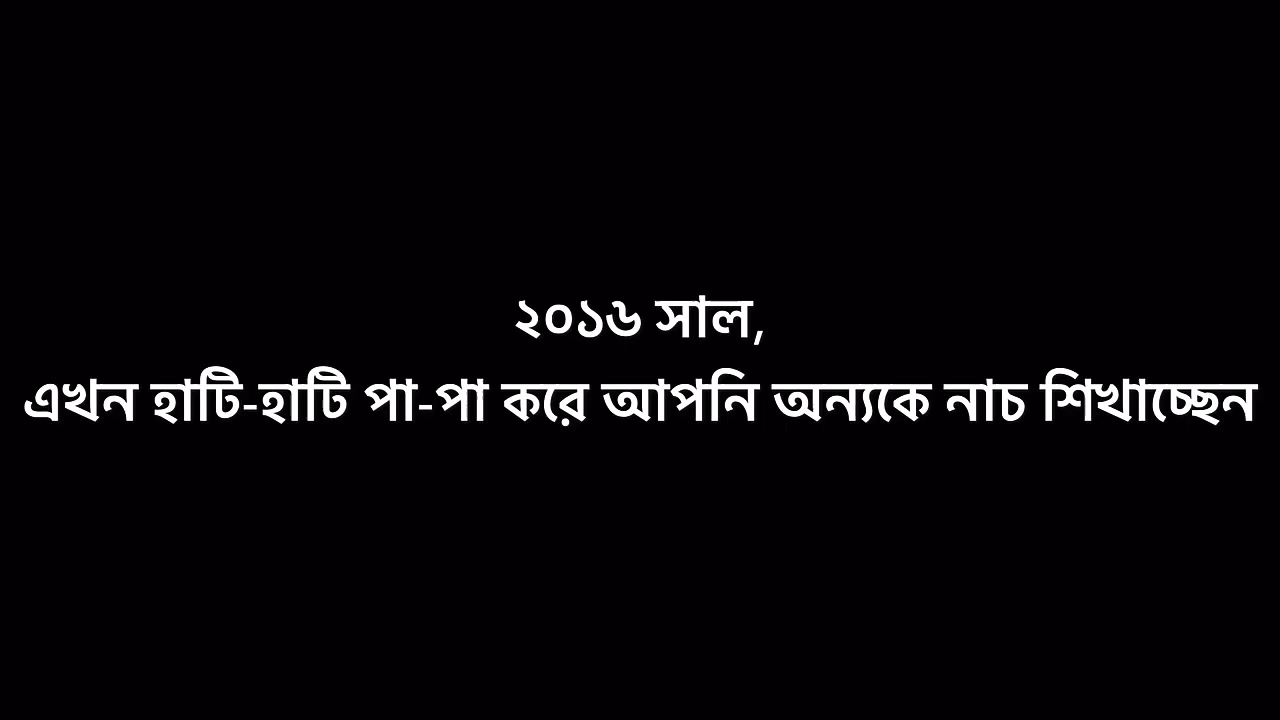 ২০১৬ সাল,
এখন হাটি-হাটি পা-পা করে আপনি অন্যকে নাচ শিখাচ্ছেন